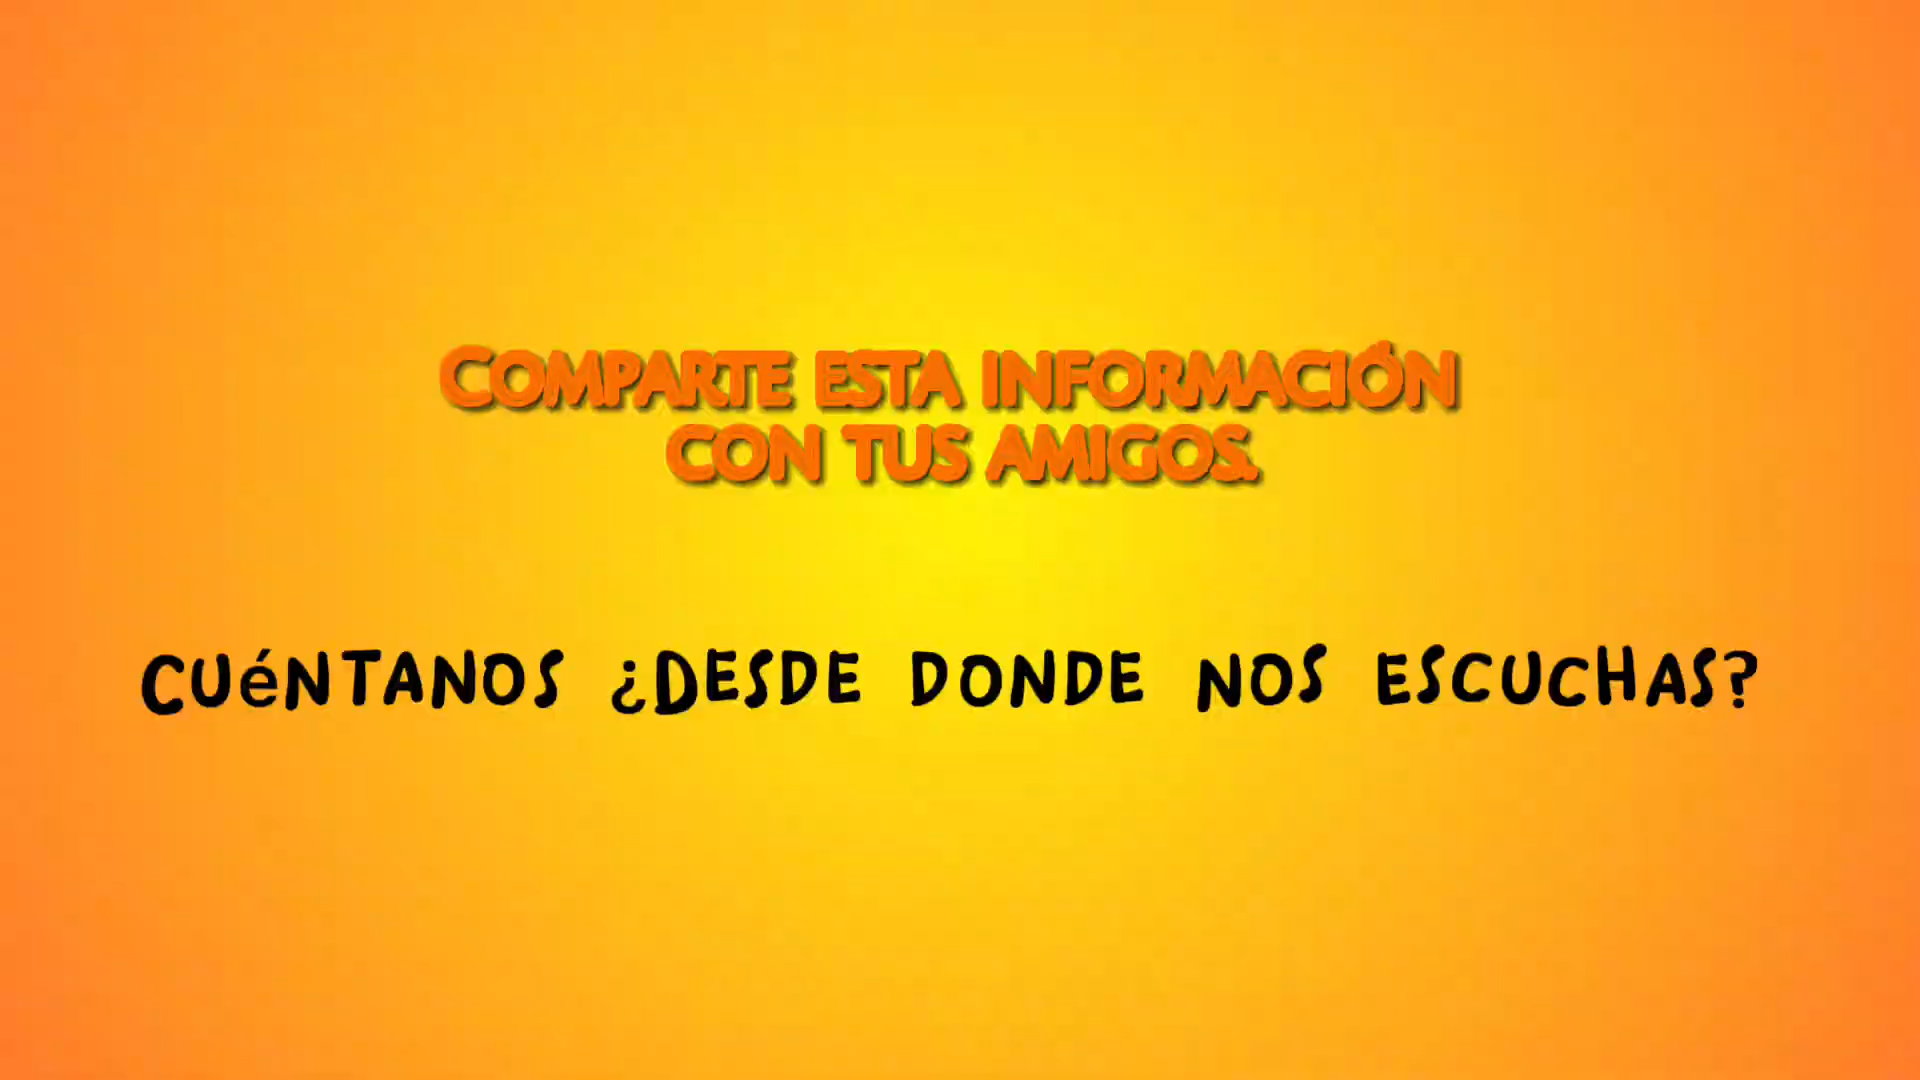 Comparte esta información
con tus amigos.
Cuéntanos ¿Desde donde nos escuchas?